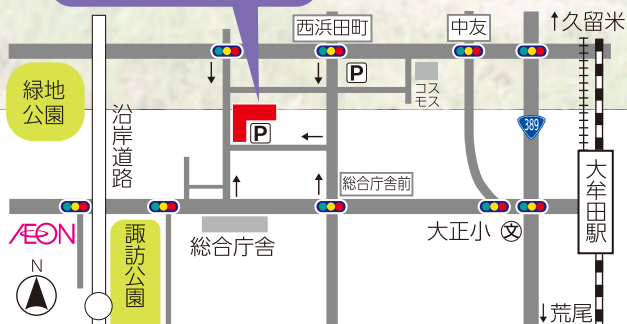 西浜田町
中友
↑久留米
緑地
公園
P
コス
モス
沿岸道路
P
389
大牟田駅
総合庁舎前
ÆON
諏訪公園
総合庁舎
大正小
文
N
↓荒尾